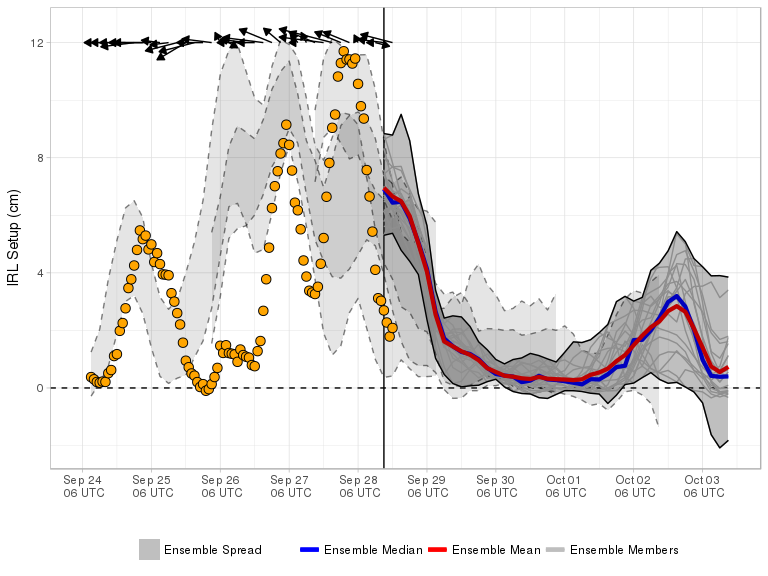 12
8
4
0
IRL Setup (cm)
Sep 24 Sep 25 Sep 26 Sep 27 Sep 28 Sep 29 Sep 30 Oct 01 Oct 02 Oct 03
06 UTC 06 UTC 06 UTC 06 UTC 06 UTC 06 UTC 06 UTC 06 UTC 06 UTC 06 UTC
Ensemble Spread Ensemble Median Ensemble Mean Ensemble Members